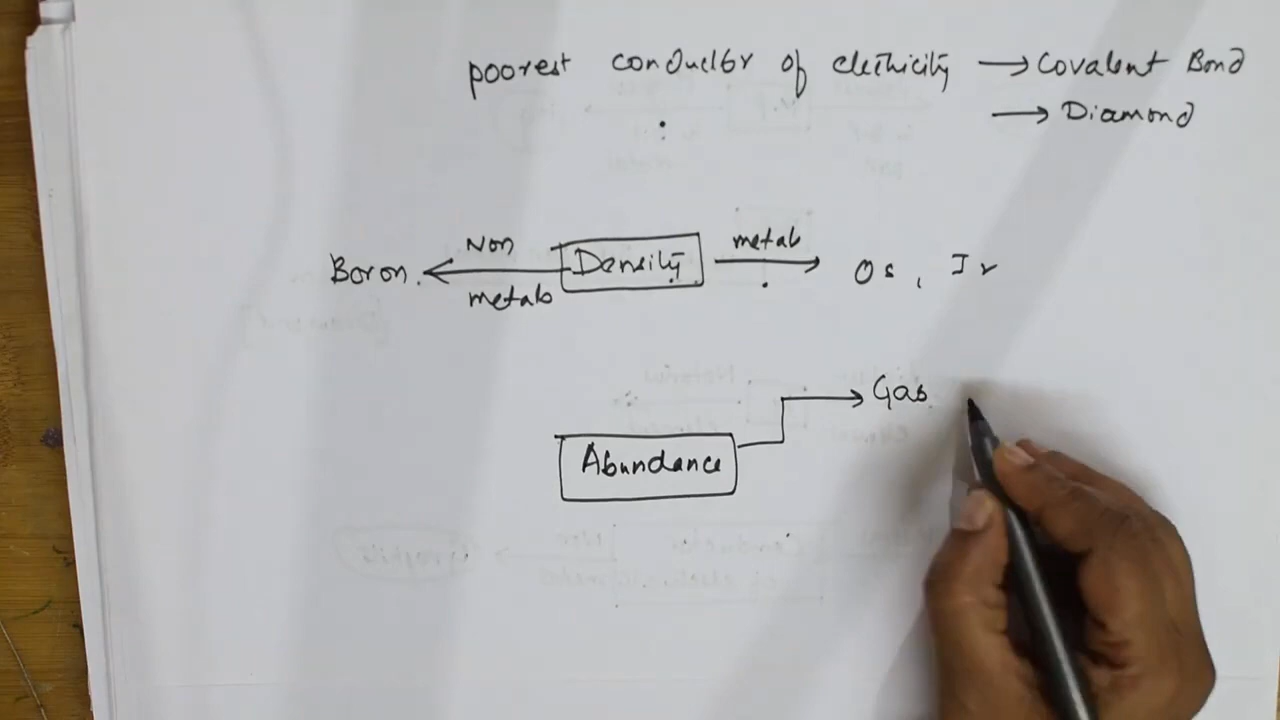 poorest conductor of electricity → Covalent Bond
→ Diamond
Boron. ← Non metals Density metals → Os, Ir
Gas
Abundance